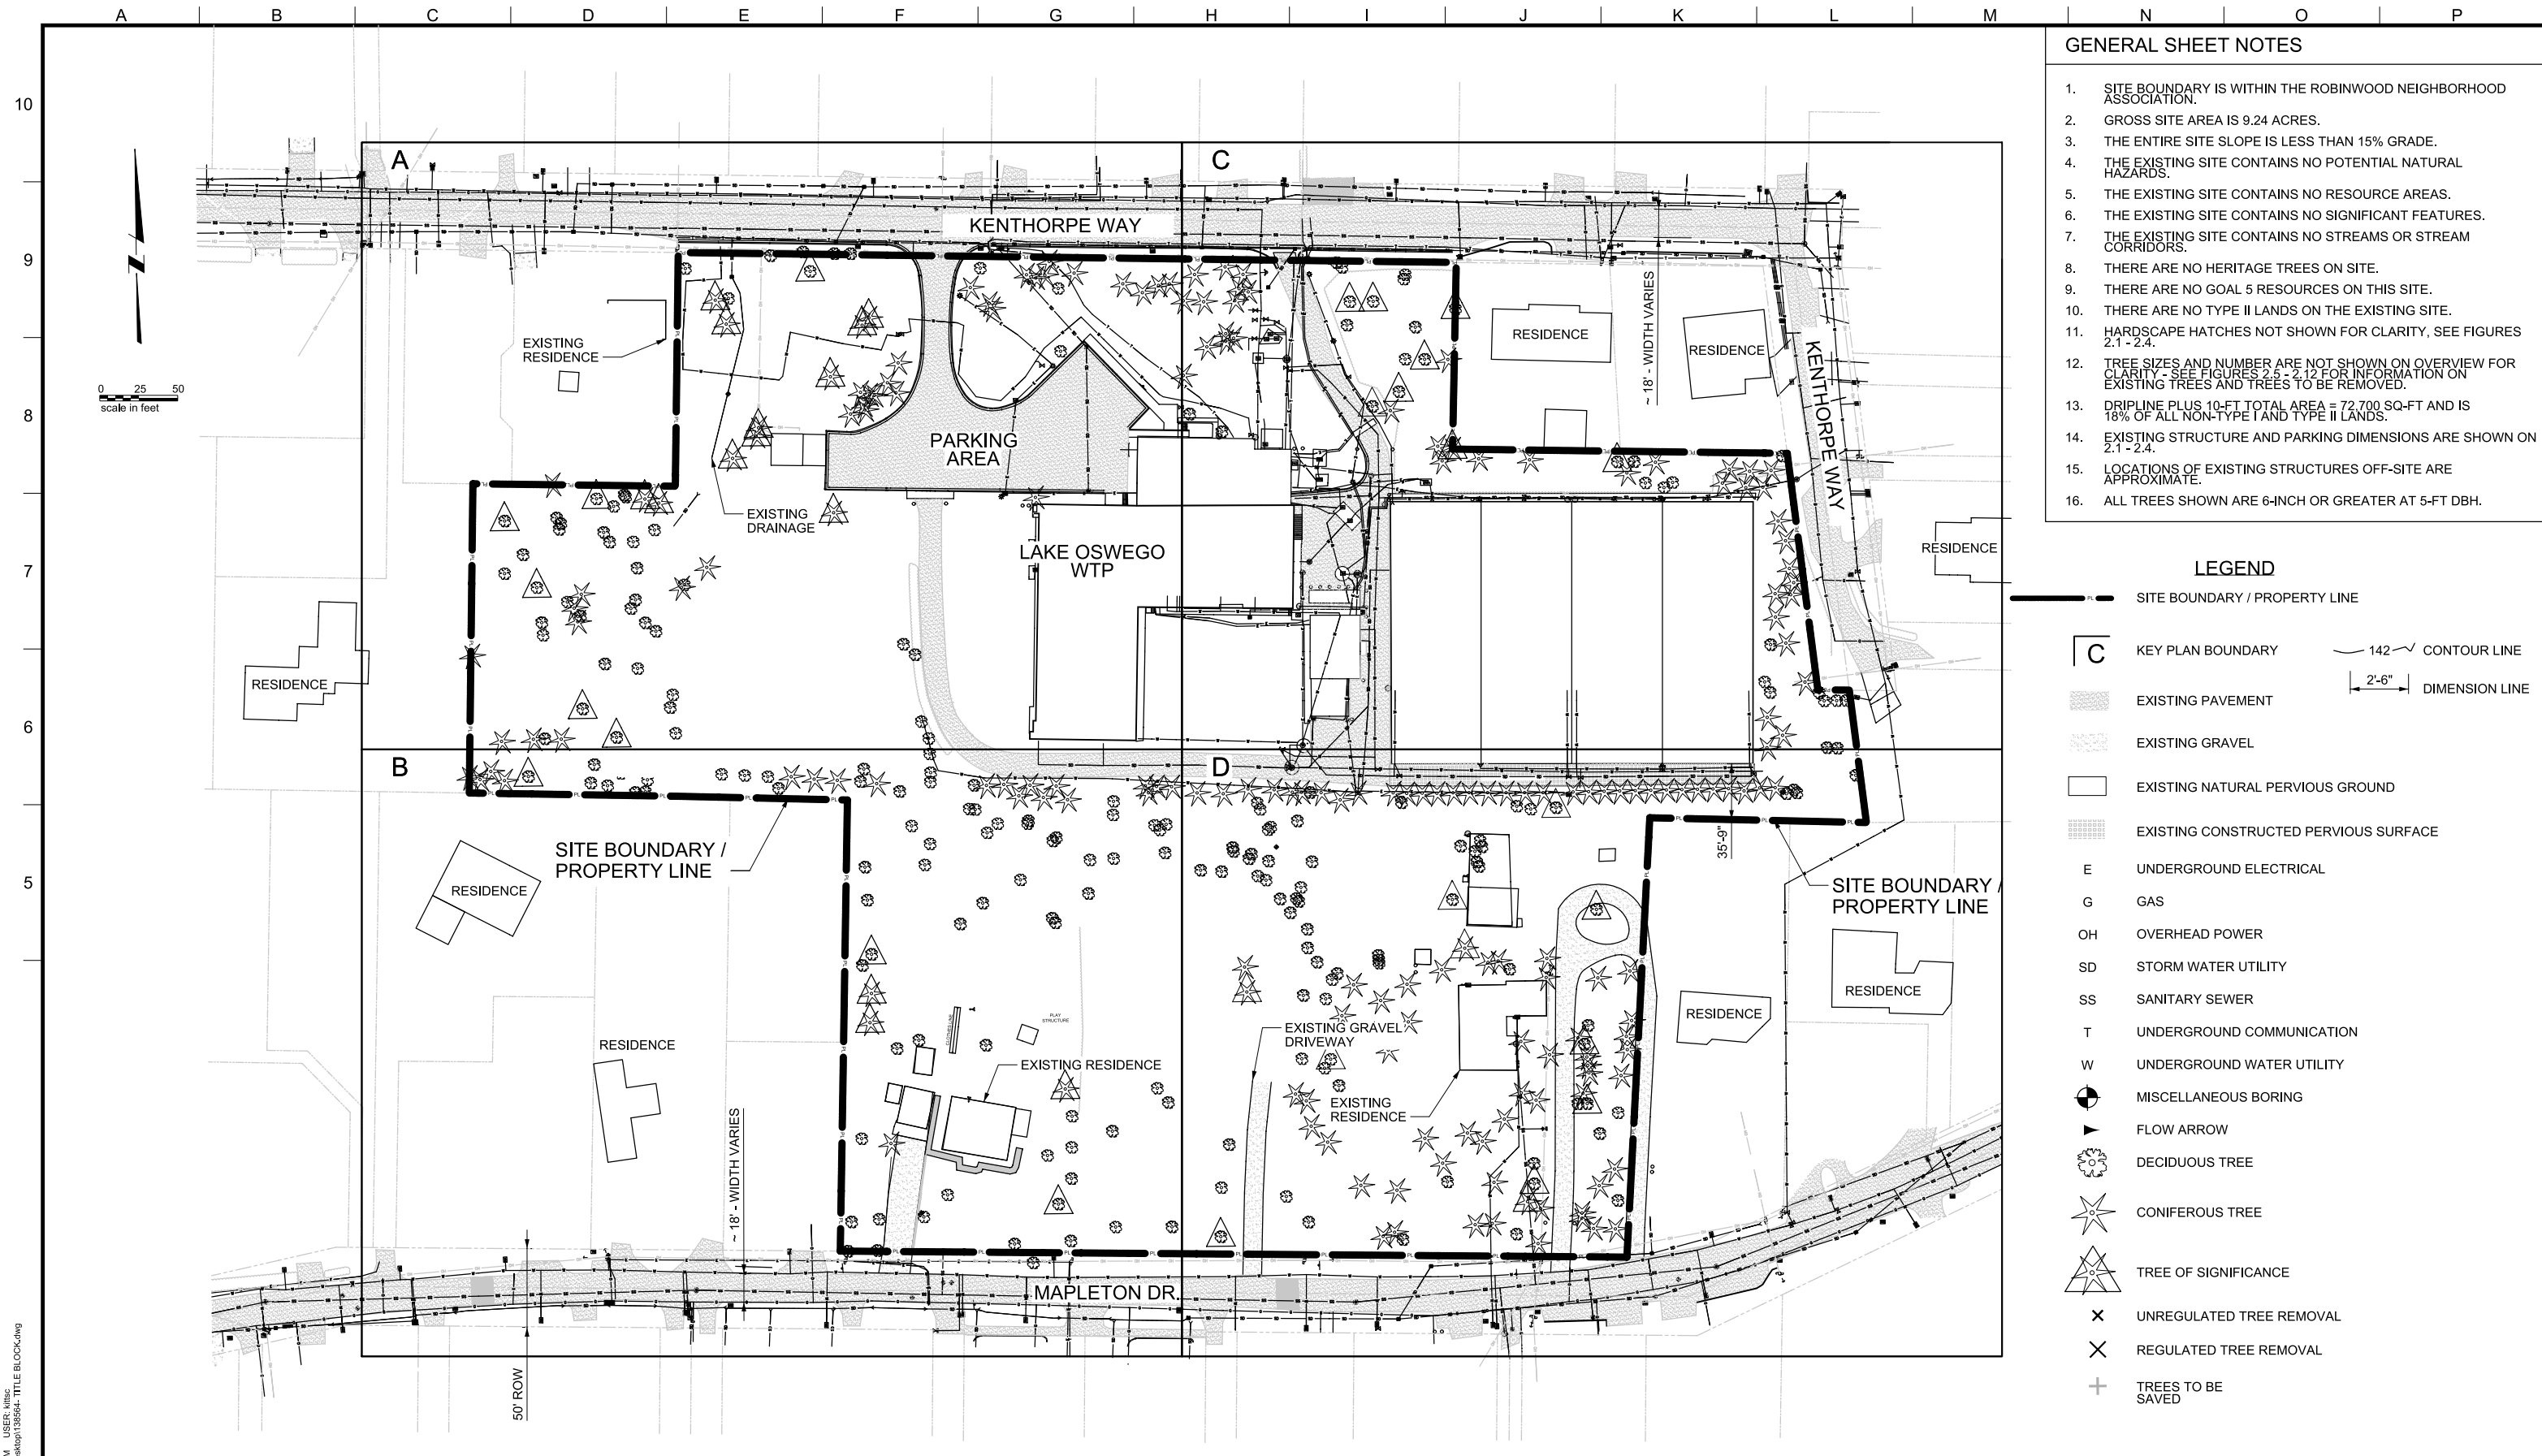 A B C D E F G H I J K L M N O P
10
9
8
7
6
5
GENERAL SHEET NOTES
1. SITE BOUNDARY IS WITHIN THE ROBINWOOD NEIGHBORHOOD
ASSOCIATION.
2. GROSS SITE AREA IS 9.24 ACRES.
3. THE ENTIRE SITE SLOPE IS LESS THAN 15% GRADE.
4. THE EXISTING SITE CONTAINS NO POTENTIAL NATURAL
HAZARDS.
5. THE EXISTING SITE CONTAINS NO RESOURCE AREAS.
6. THE EXISTING SITE CONTAINS NO SIGNIFICANT FEATURES.
7. THE EXISTING SITE CONTAINS NO STREAMS OR STREAM
CORRIDORS.
8. THERE ARE NO HERITAGE TREES ON SITE.
9. THERE ARE NO GOAL 5 RESOURCES ON THIS SITE.
10. THERE ARE NO TYPE II LANDS ON THE EXISTING SITE.
11. HARDSCAPE HATCHES NOT SHOWN FOR CLARITY, SEE FIGURES
2.1 - 2.4.
12. TREE SIZES AND NUMBER ARE NOT SHOWN ON OVERVIEW FOR
CLARITY - SEE FIGURES 2.5 - 2.12 FOR INFORMATION ON
EXISTING TREES AND TREES TO BE REMOVED.
13. DRIPLINE PLUS 10-FT TOTAL AREA = 72,700 SQ-FT AND IS
18% OF ALL NON-TYPE I AND TYPE II LANDS.
14. EXISTING STRUCTURE AND PARKING DIMENSIONS ARE SHOWN ON
2.1 - 2.4.
15. LOCATIONS OF EXISTING STRUCTURES OFF-SITE ARE
APPROXIMATE.
16. ALL TREES SHOWN ARE 6-INCH OR GREATER AT 5-FT DBH.
LEGEND
PL SITE BOUNDARY / PROPERTY LINE
C KEY PLAN BOUNDARY
142 CONTOUR LINE
2'-6" DIMENSION LINE
EXISTING PAVEMENT
EXISTING GRAVEL
EXISTING NATURAL PERVIOUS GROUND
EXISTING CONSTRUCTED PERVIOUS SURFACE
E UNDERGROUND ELECTRICAL
G GAS
OH OVERHEAD POWER
SD STORM WATER UTILITY
SS SANITARY SEWER
T UNDERGROUND COMMUNICATION
W UNDERGROUND WATER UTILITY
MISCELLANEOUS BORING
FLOW ARROW
DECIDUOUS TREE
CONIFEROUS TREE
TREE OF SIGNIFICANCE
UNREGULATED TREE REMOVAL
REGULATED TREE REMOVAL
TREES TO BE
SAVED
A
C
KENTHORPE WAY
0 25 50
scale in feet
EXISTING
RESIDENCE
RESIDENCE
RESIDENCE
~ 18' - WIDTH VARIES
KENTHORPE WAY
PARKING
AREA
EXISTING
DRAINAGE
LAKE OSWEGO
WTP
RESIDENCE
RESIDENCE
B
D
SITE BOUNDARY /
PROPERTY LINE
35'-9"
RESIDENCE
SITE BOUNDARY /
PROPERTY LINE
RESIDENCE
RESIDENCE
RESIDENCE
PLAY
STRUCTURE
EXISTING GRAVEL
DRIVEWAY
EXISTING RESIDENCE
EXISTING
RESIDENCE
~ 18' - WIDTH VARIES
MAPLETON DR.
50' ROW
M USER: kittsc
esktop\138564- TITLE BLOCK.dwg